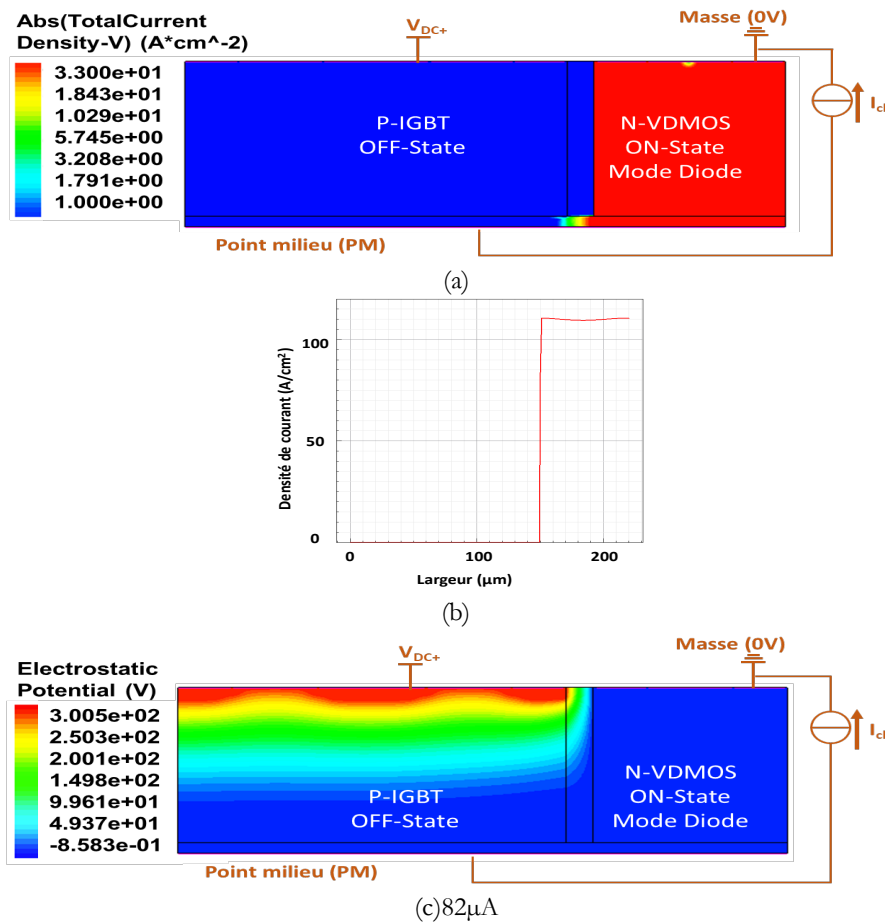 Abs(TotalCurrent
Density-V) (A*cm^-2)
3.300e+01
1.843e+01
1.029e+01
5.745e+00
3.208e+00
1.791e+00
1.000e+00
VDC+
Masse (0V)
P-IGBT
OFF-State
N-VDMOS
ON-State
Mode Diode
Point milieu (PM)
(a)
Densité de courant (A/cm²)
100
50
0
0 100 200
Largeur (µm)
(b)
Electrostatic
Potential (V)
3.005e+02
2.503e+02
2.001e+02
1.498e+02
9.961e+01
4.937e+01
-8.583e-01
VDC+
Masse (0V)
P-IGBT
OFF-State
N-VDMOS
ON-State
Mode Diode
Point milieu (PM)
(c)82µA